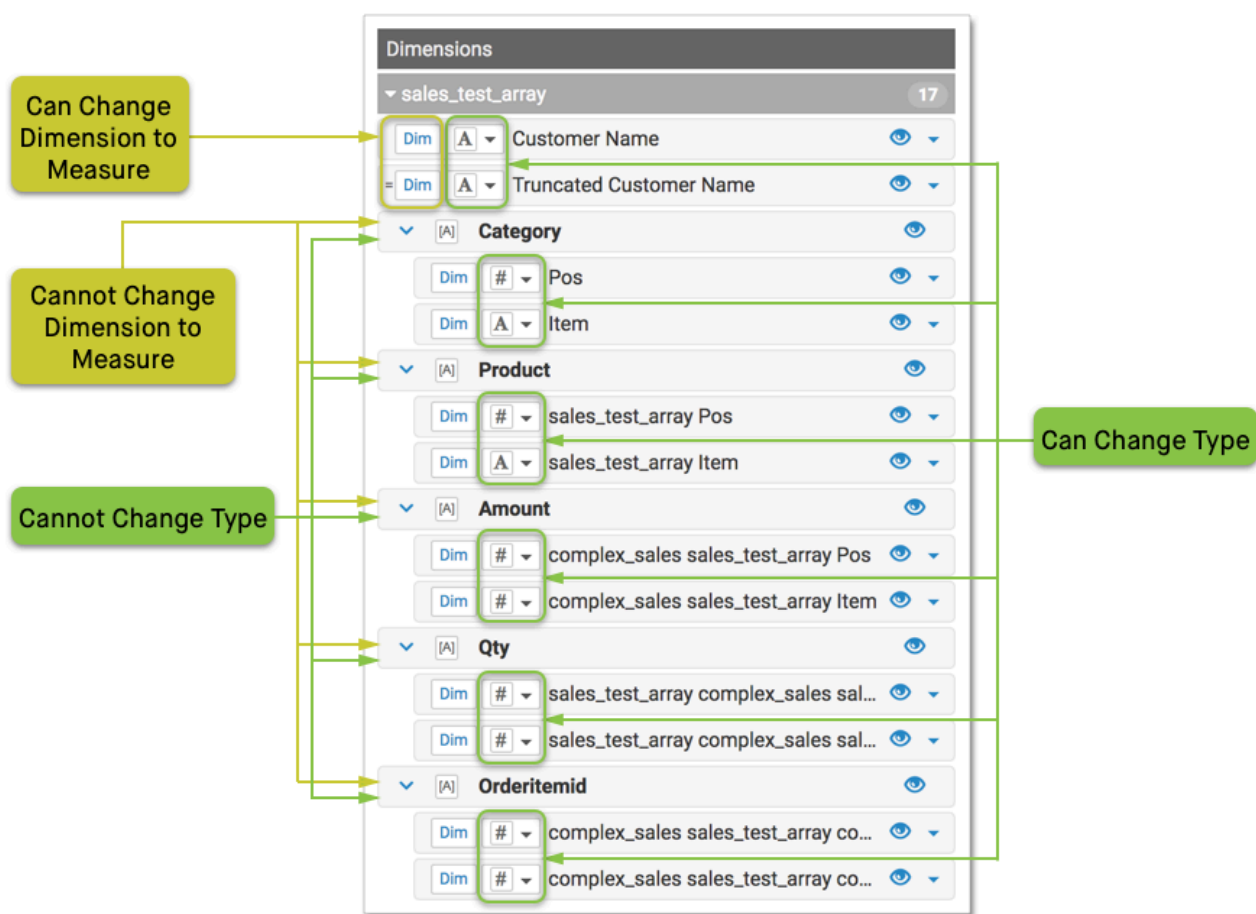 Dimensions
sales_test_array 17
Can Change
Dimension to
Measure
Dim A Customer Name
= Dim A Truncated Customer Name
[A] Category
Cannot Change
Dimension to
Measure
Dim # Pos
Dim A Item
[A] Product
Dim # sales_test_array Pos
Can Change Type
Dim A sales_test_array Item
Cannot Change Type
[A] Amount
Dim # complex_sales sales_test_array Pos
Dim # complex_sales sales_test_array Item
[A] Qty
Dim # sales_test_array complex_sales sal...
Dim # sales_test_array complex_sales sal...
[A] Orderitemid
Dim # complex_sales sales_test_array co...
Dim # complex_sales sales_test_array co...